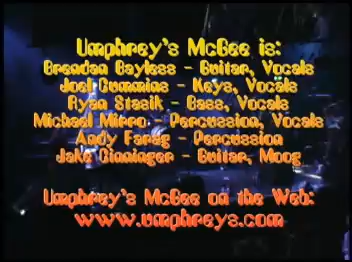 Umphrey's McGee is:
Brendan Bayless - Guitar, Vocals
Joel Cummins - Keys, Vocals
Ryan Stasik - Bass, Vocals
Michael Mirro - Percussion, Vocals
Andy Farag - Percussion
Jake Cinninger - Guitar, Moog
Umphrey's McGee on the Web:
www.umphreys.com